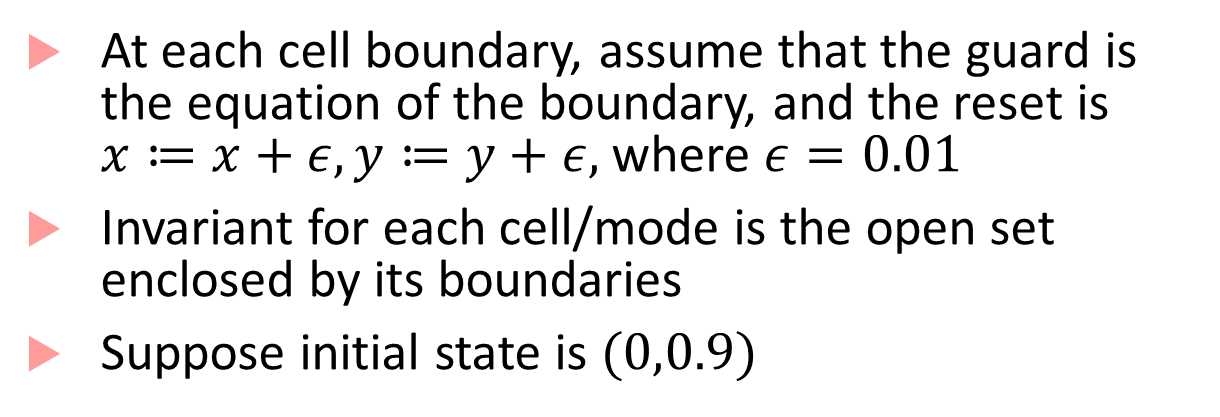 At each cell boundary, assume that the guard is
the equation of the boundary, and the reset is
x ≔ x + ϵ, y ≔ y + ϵ, where ϵ = 0.01
Invariant for each cell/mode is the open set
enclosed by its boundaries
Suppose initial state is (0,0.9)